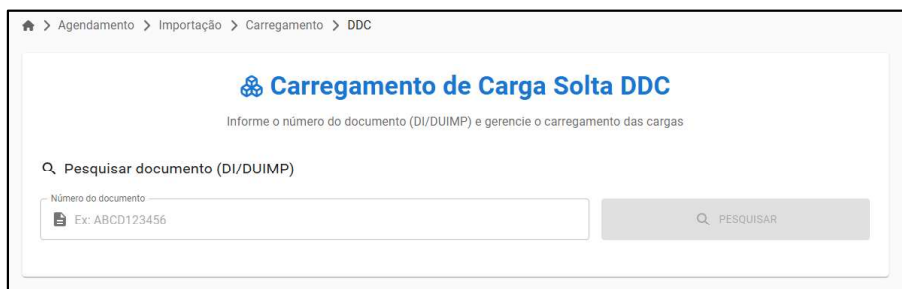 Agendamento > Importação > Carregamento > DDC
Carregamento de Carga Solta DDC
Informe o número do documento (DI/DUIMP) e gerencie o carregamento das cargas
Pesquisar documento (DI/DUIMP)
Número do documento
Ex: ABCD123456
PESQUISAR